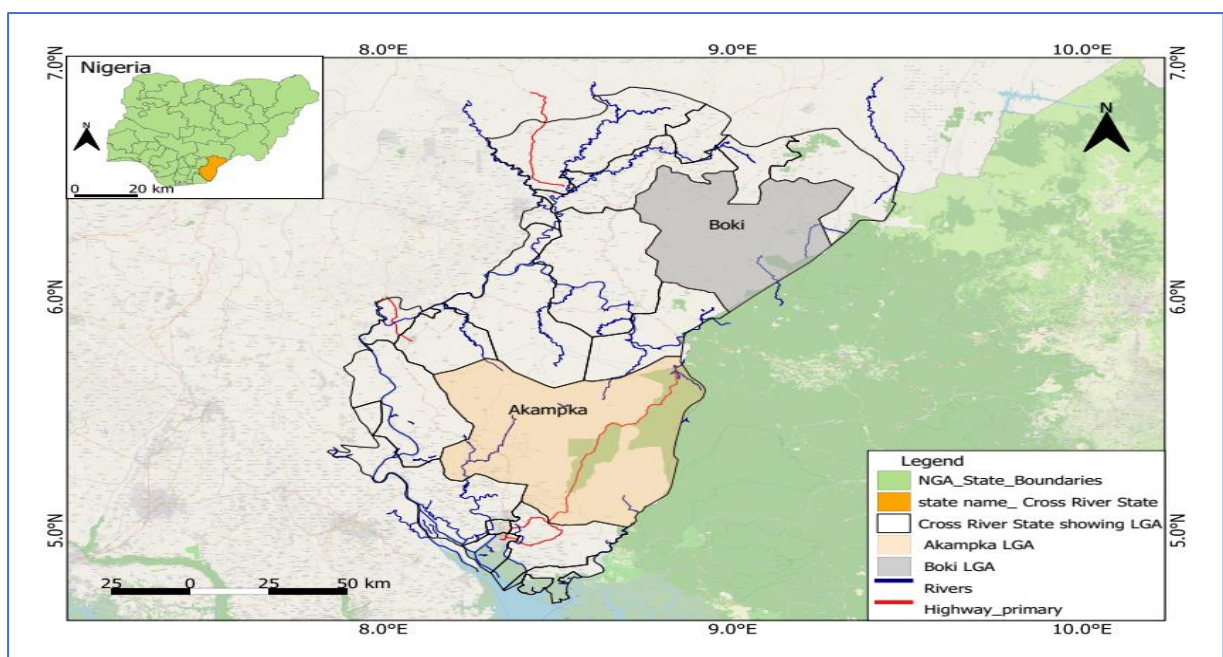 8.0°E 9.0°E 10.0°E
7.0°N
7.0°N
Nigeria
N
0 20 km
N
Boki
6.0°N
6.0°N
Akampka
5.0°N
5.0°N
Legend
NGA_State_Boundaries
state name_ Cross River State
Cross River State showing LGA
Akampka LGA
Boki LGA
Rivers
Highway_primary
25 0 25 50 km
8.0°E 9.0°E 10.0°E